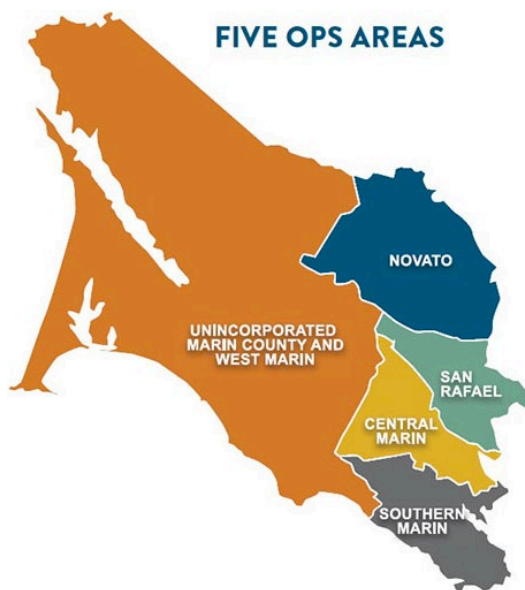 FIVE OPS AREAS
NOVATO
UNINCORPORATED
MARIN COUNTY AND
WEST MARIN
SAN
RAFAEL
CENTRAL
MARIN
SOUTHERN
MARIN